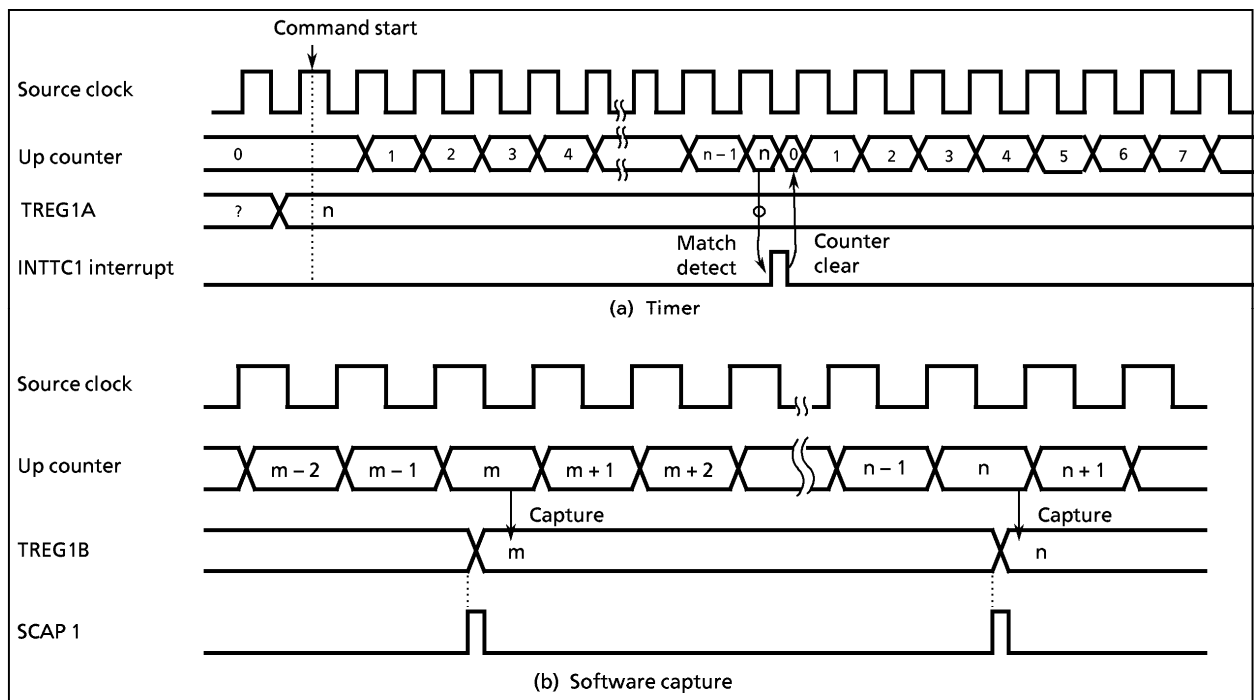 Command start
Source clock
Up counter 0 1 2 3 4 n – 1 n 0 1 2 3 4 5 6 7
TREG1A ? n
Match detect
Counter clear
INTTC1 interrupt
(a) Timer
Source clock
Up counter m – 2 m – 1 m m + 1 m + 2 n – 1 n n + 1
Capture Capture
TREG1B m n
SCAP 1
(b) Software capture